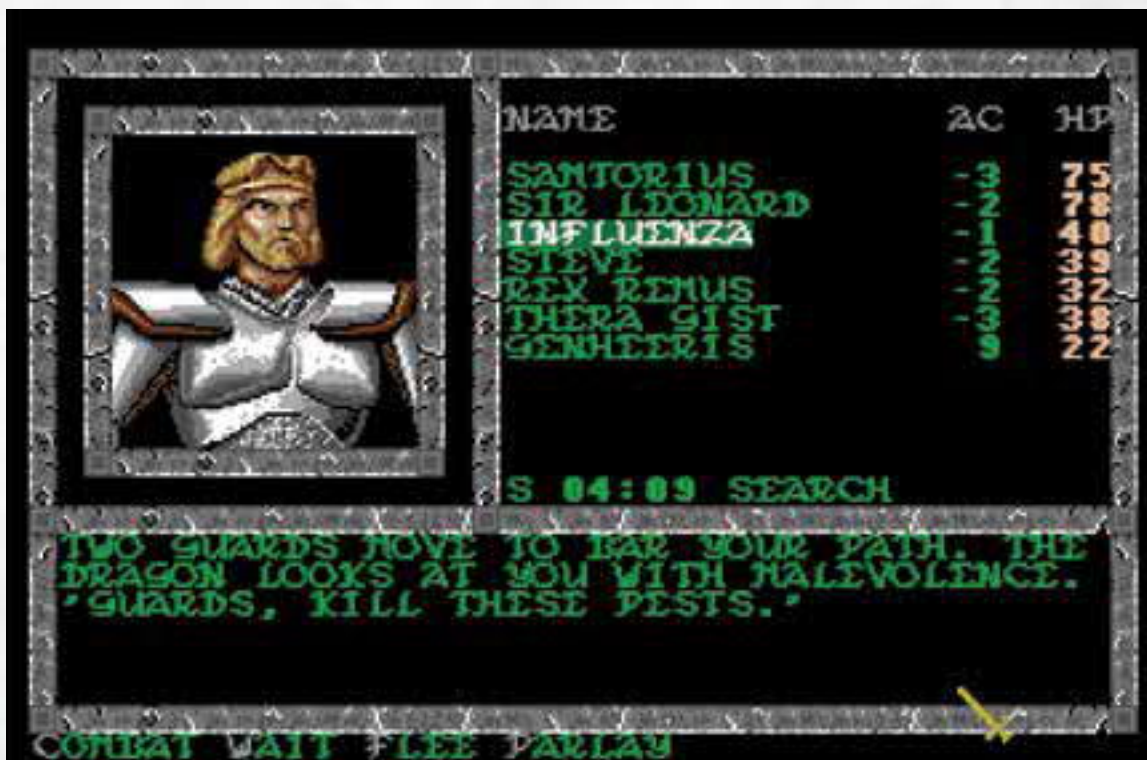 NAME AC HP
SANTORIUS -3 75
SIR LEONARD -2 78
INFLUENZA -1 40
STEVE -2 39
REX REMUS -2 32
THERA GIST -3 38
GENHEERIS 9 22
S 04:09 SEARCH
TWO GUARDS MOVE TO BAR YOUR PATH. THE
DRAGON LOOKS AT YOU WITH MALEVOLENCE.
'GUARDS, KILL THESE PESTS.'
COMBAT WAIT FLEE PARLAY